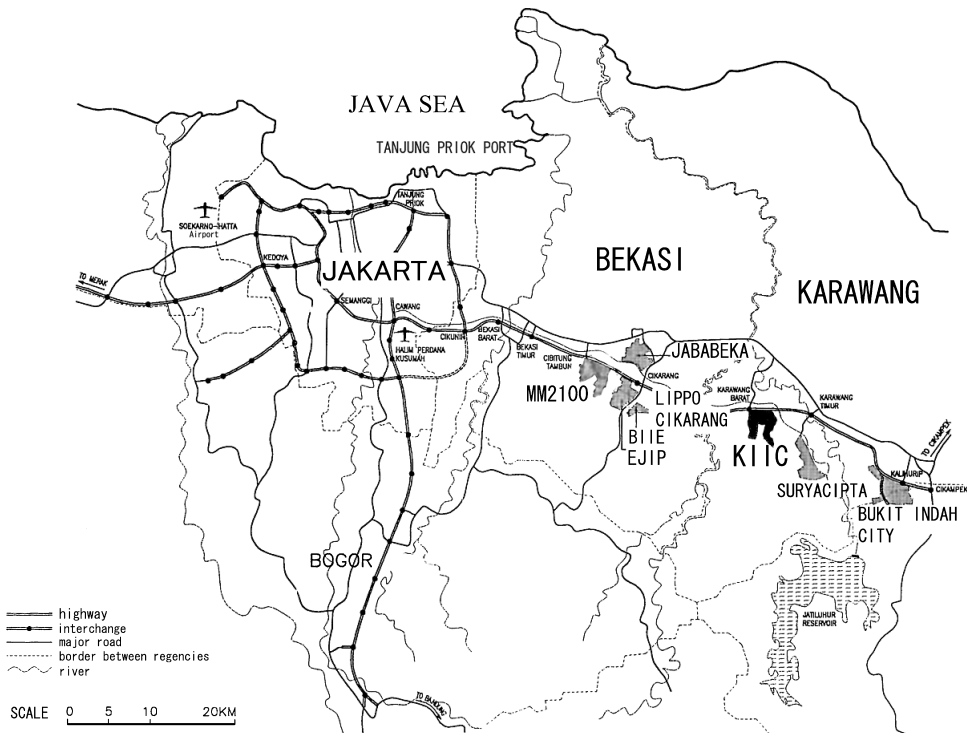 JAVA SEA
TANJUNG PRIOK PORT
TANJUNG
PRIOK
SOEKARNO-HATTA
Airport
KEDOYA
JAKARTA
BEKASI
KARAWANG
TO MERAK
SEMANGGI
CAWANG
HALIM PERDANA
KUSUMAH
CIKUNIN
BEKASI
BARAT
BEKASI
TIMUR
CIBITUNG
TAMBUN
JABABEKA
CIKARANG
MM2100
LIPPO
CIKARANG
BIIE
EJIP
KARAWANG
BARAT
KARAWANG
TIMUR
KIIC
TO CIKAMPEK
KALIHURIP
CIKAMPEK
SURYACIPTA
BUKIT INDAH
CITY
BOGOR
JATILUHUR
RESERVOIR
highway
interchange
major road
border between regencies
river
TO BANDUNG
SCALE 0 5 10 20KM